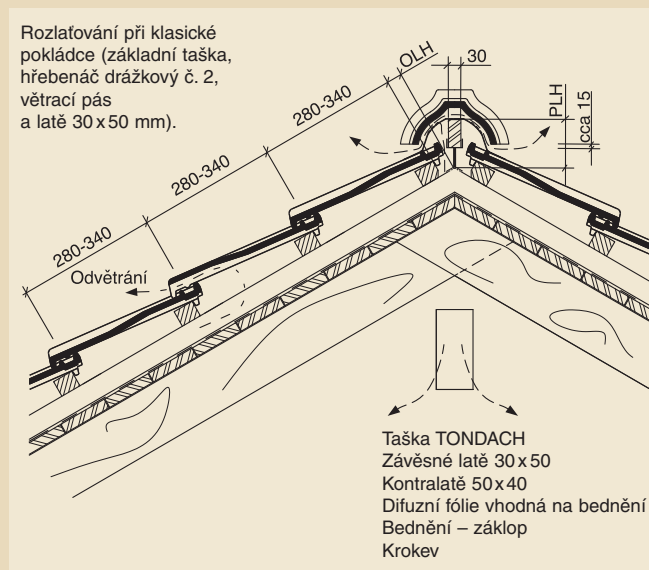 Rozlaťování při klasické
pokládce (základní taška,
hřebenáč drážkový č. 2,
větrací pás
a latě 30 x 50 mm).
OLH
30
PLH
cca 15
280-340
280-340
280-340
Odvětrání
Taška TONDACH
Závěsné latě 30 x 50
Kontralatě 50 x 40
Difuzní fólie vhodná na bednění
Bednění – záklop
Krokev